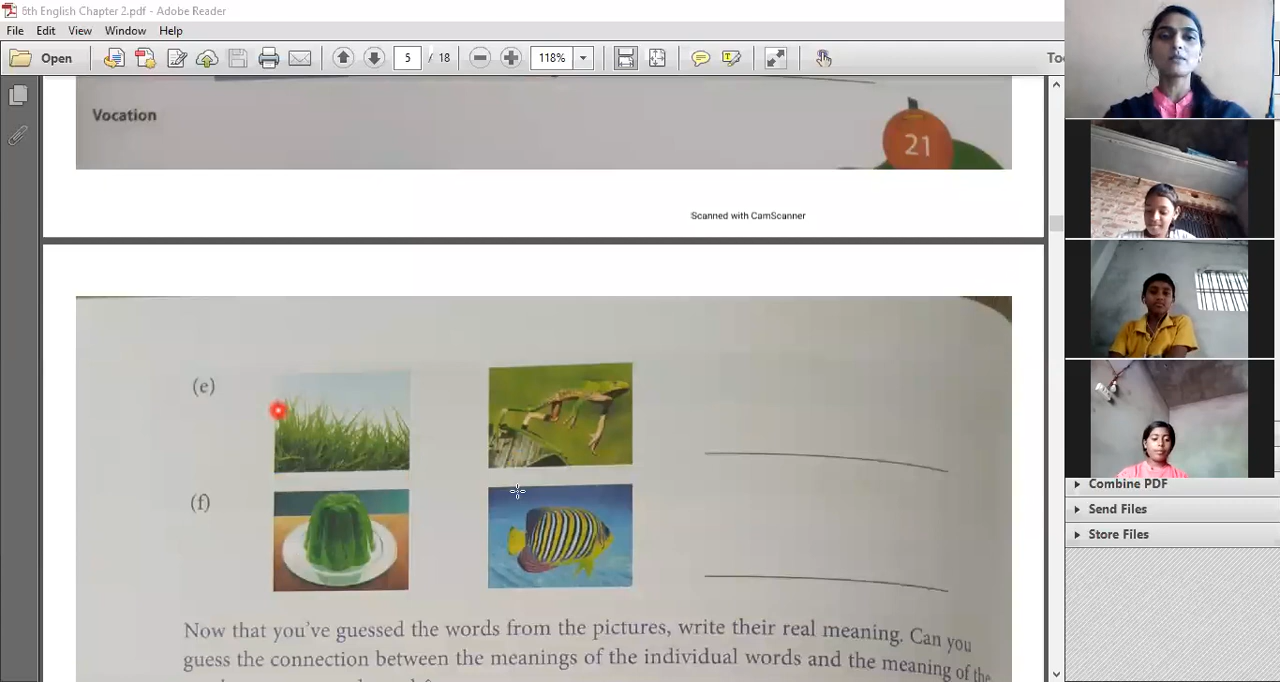 6th English Chapter 2.pdf - Adobe Reader
File Edit View Window Help
Open 5 / 18 118%
Vocation
21
Scanned with CamScanner
(e)
(f)
Now that you've guessed the words from the pictures, write their real meaning. Can you
guess the connection between the meanings of the individual words and the meaning of the
Combine PDF
Send Files
Store Files